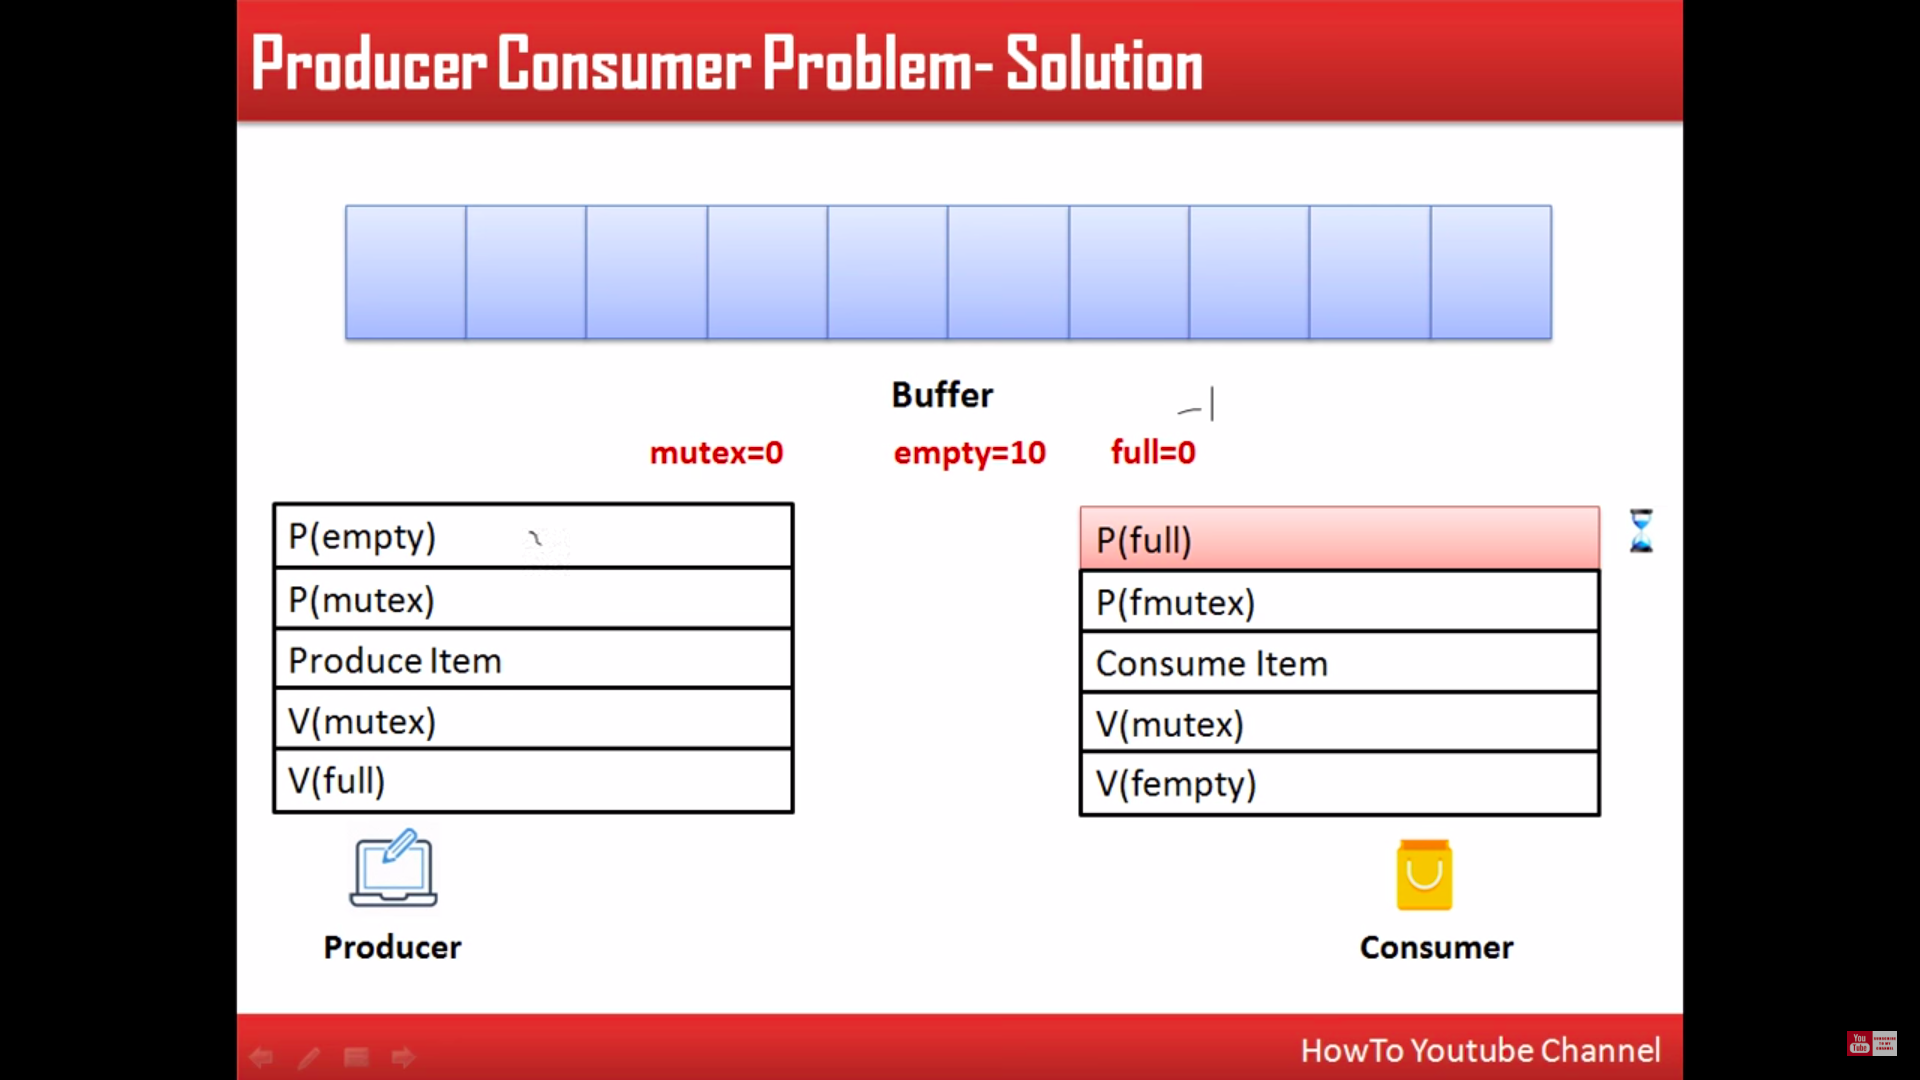 Producer Consumer Problem- Solution
Buffer
-1
mutex=0 empty=10 full=0
P(empty)
P(mutex)
Produce Item
V(mutex)
V(full)
Producer
P(full)
P(fmutex)
Consume Item
V(mutex)
V(fempty)
Consumer
HowTo Youtube Channel
You
Tube